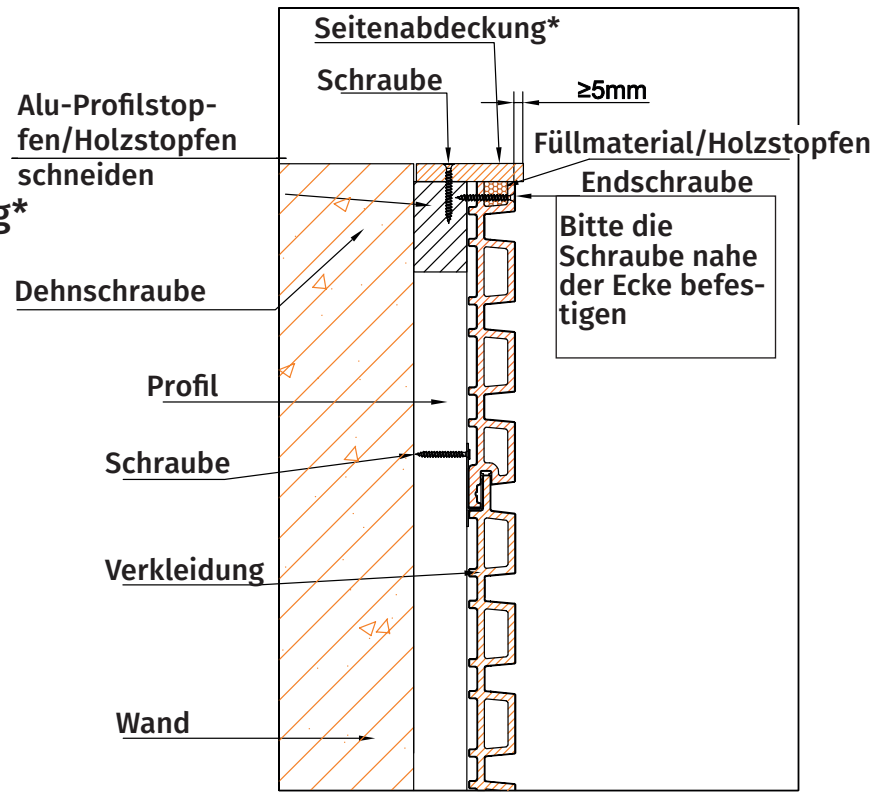 Seitenabdeckung*
Schraube
≥5mm
Alu-Profilstop-
fen/Holzstopfen
schneiden
g*
Füllmaterial/Holzstopfen
Endschraube
Bitte die
Schraube nahe
der Ecke befes-
tigen
Dehnschraube
Profil
Schraube
Verkleidung
Wand